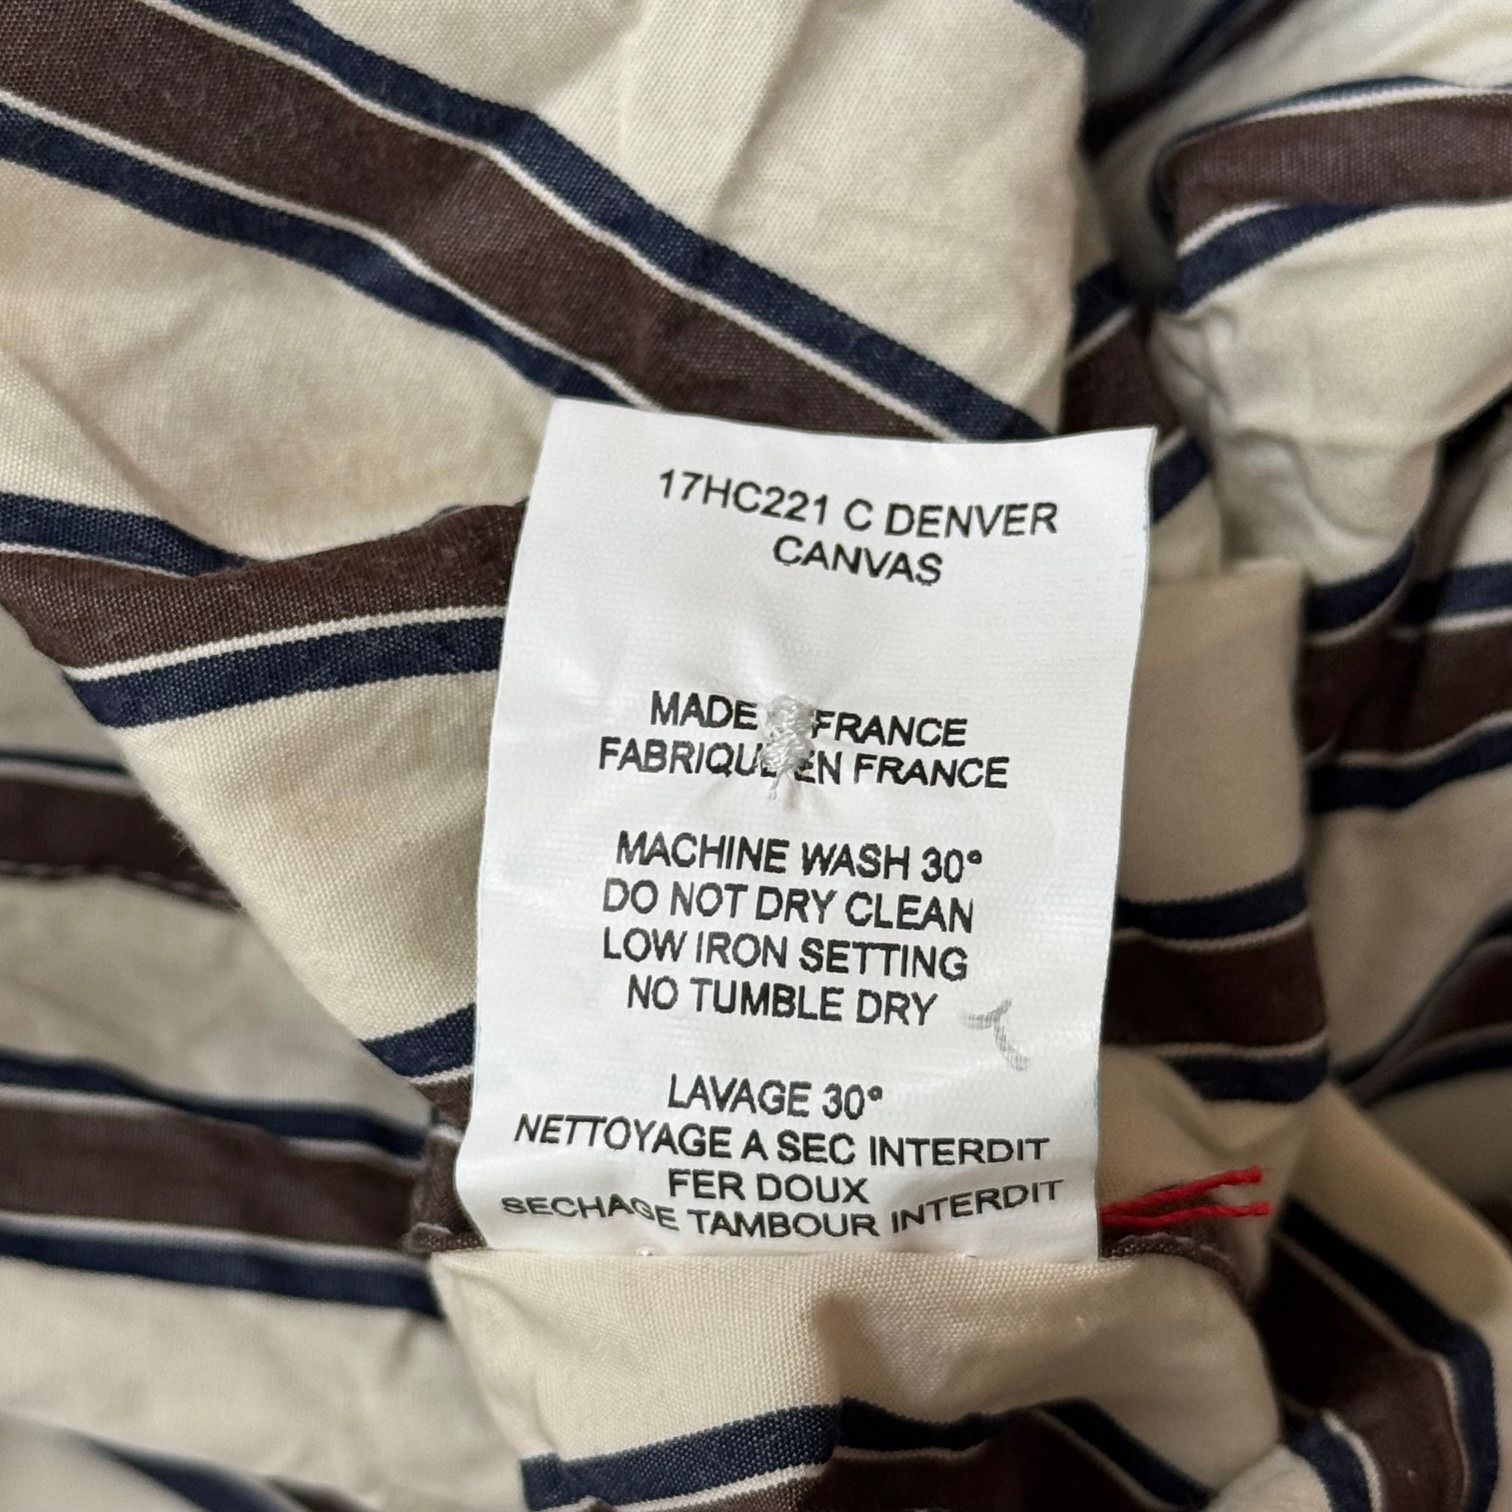 17HC221 C DENVER
CANVAS
MADE FRANCE
FABRIQUE EN FRANCE
MACHINE WASH 30°
DO NOT DRY CLEAN
LOW IRON SETTING
NO TUMBLE DRY
LAVAGE 30°
NETTOYAGE A SEC INTERDIT
FER DOUX
SECHAGE TAMBOUR INTERDIT